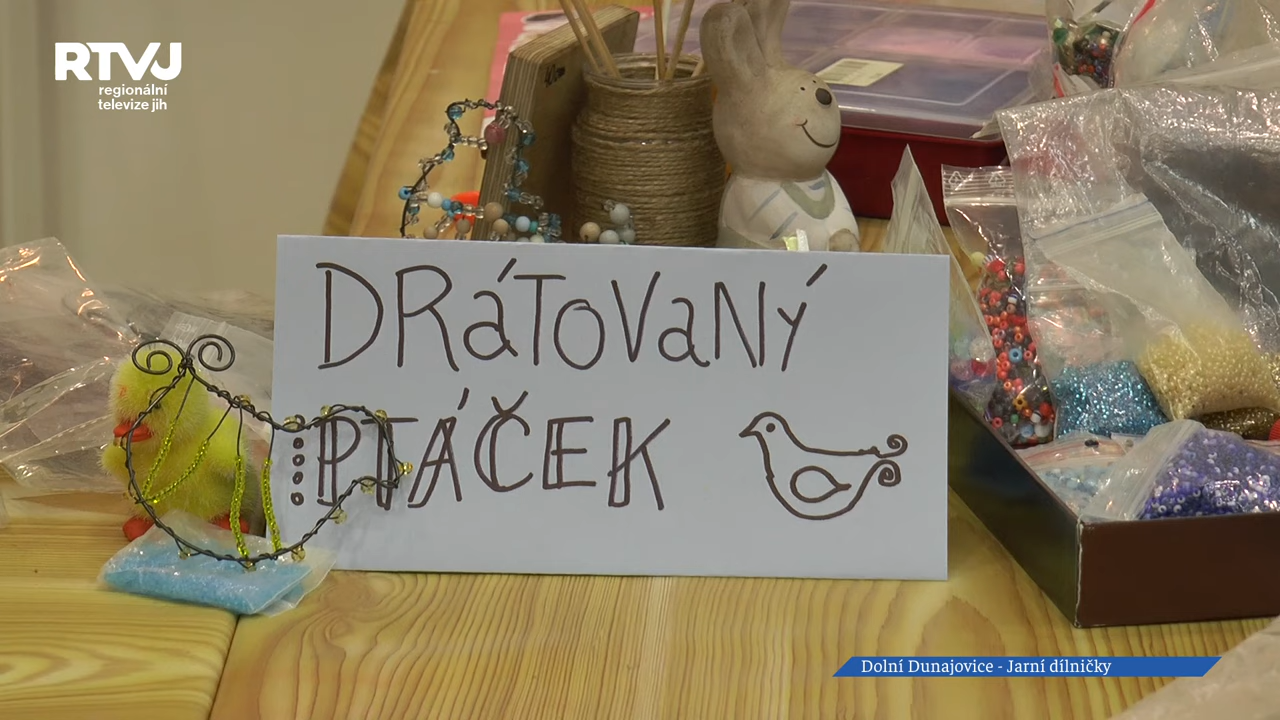 RTVJ
regionální
televize jih
DRáTOVaNý
PTÁČEK
Dolní Dunajovice - Jarní dílničky